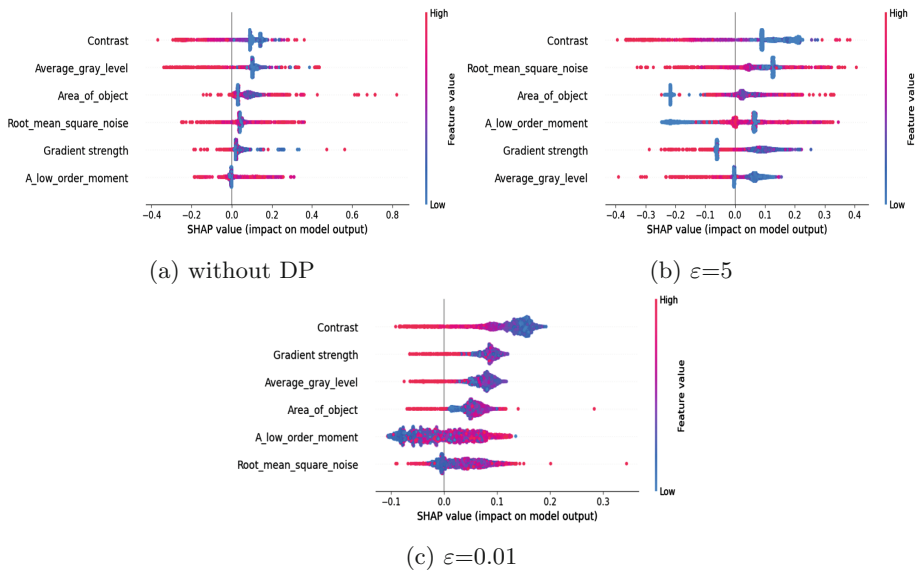 High
Contrast
Average_gray_level
Area_of_object
Root_mean_square_noise
Gradient strength
A_low_order_moment
Feature value
Low
−0.4 −0.2 0.0 0.2 0.4 0.6 0.8
SHAP value (impact on model output)
(a) without DP
High
Contrast
Root_mean_square_noise
Area_of_object
A_low_order_moment
Gradient strength
Average_gray_level
Feature value
Low
−0.4 −0.3 −0.2 −0.1 0.0 0.1 0.2 0.3 0.4
SHAP value (impact on model output)
(b) ε=5
High
Contrast
Gradient strength
Average_gray_level
Area_of_object
A_low_order_moment
Root_mean_square_noise
Feature value
Low
−0.1 0.0 0.1 0.2 0.3
SHAP value (impact on model output)
(c) ε=0.01